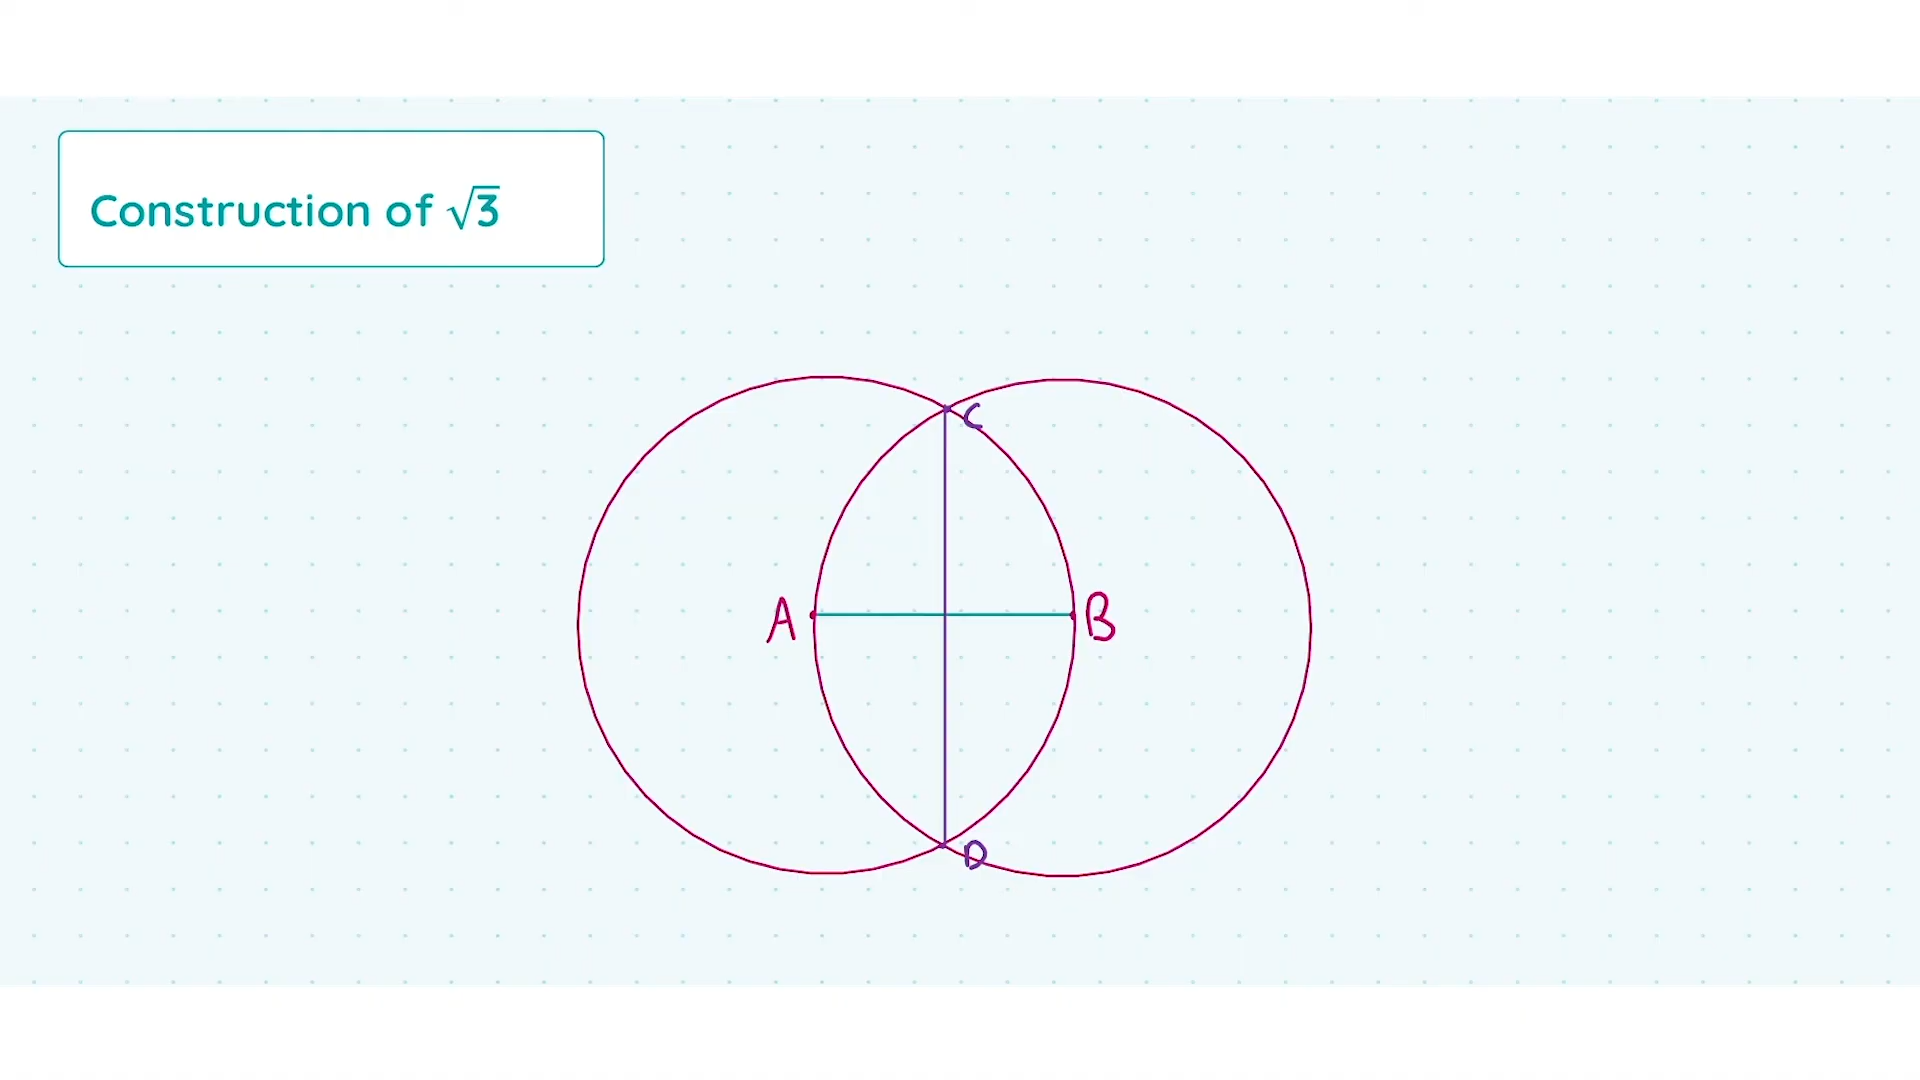 Construction of √3
C
A B
D